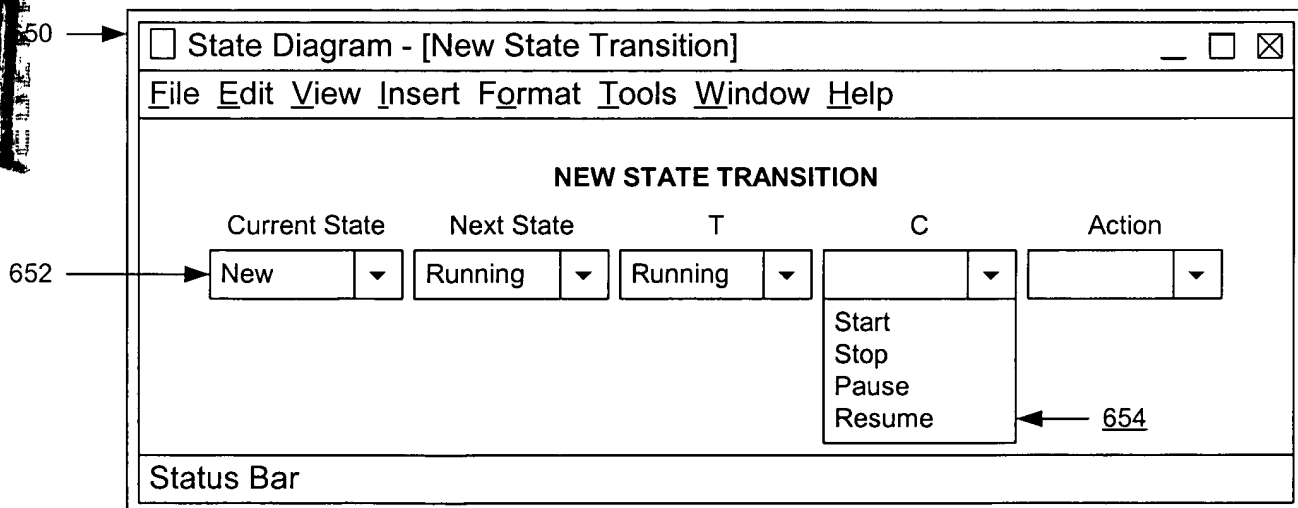 State Diagram - [New State Transition]
File Edit View Insert Format Tools Window Help
NEW STATE TRANSITION
Current State Next State T C Action
652 New Running Running
Start
Stop
Pause
Resume 654
Status Bar